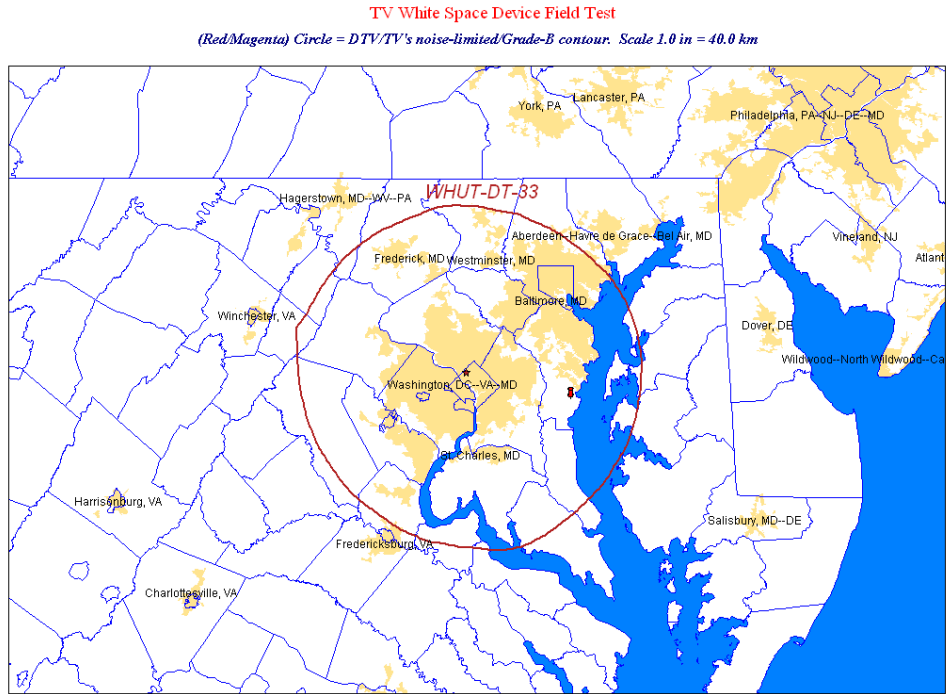 TV White Space Device Field Test
(Red/Magenta) Circle = DTV/TV's noise-limited/Grade-B contour. Scale 1.0 in = 40.0 km
York, PA
Lancaster, PA
Philadelphia, PA--NJ--DE--MD
Hagerstown, MD--WV--PA
WHUT-DT-33
Aberdeen--Havre de Grace--Bel Air, MD
Vineland, NJ
Frederick, MD
Westminster, MD
Atlant
Baltimore, MD
Winchester, VA
Dover, DE
Wildwood--North Wildwood--Ca
Washington, DC--VA--MD
St. Charles, MD
Harrisonburg, VA
Salisbury, MD--DE
Fredericksburg, VA
Charlottesville, VA